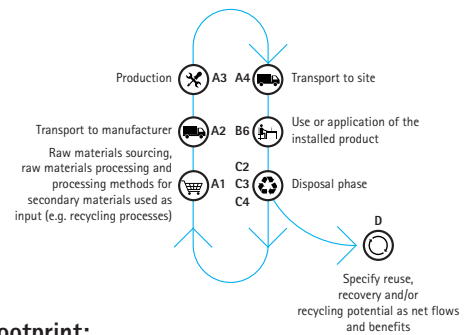 Production
A3
A4
Transport to site
Transport to manufacturer
A2
B6
Use or application of the
installed product
Raw materials sourcing,
raw materials processing and
processing methods for
secondary materials used as
input (e.g. recycling processes)
A1
C2
C3
C4
Disposal phase
D
Specify reuse,
recovery and/or
recycling potential as net flows
and benefits
ootprint: